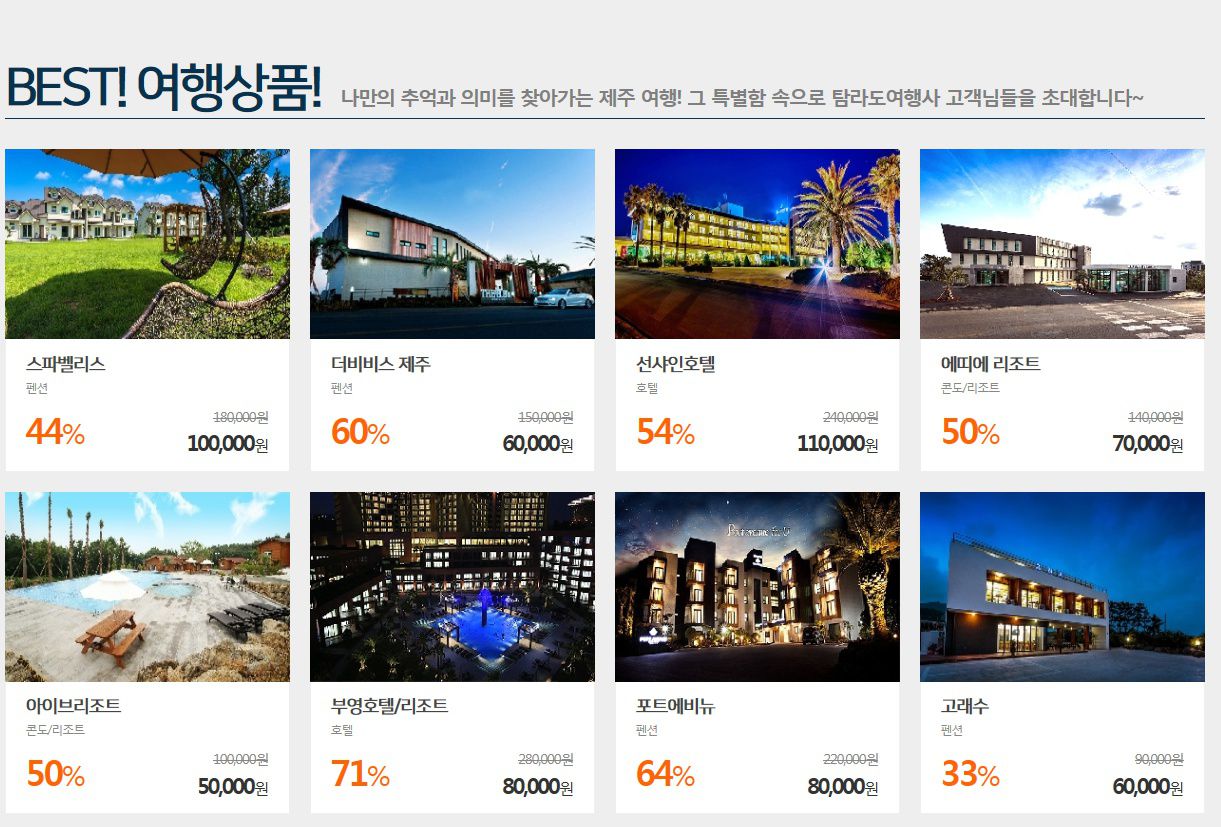 BEST! 여행상품! 나만의 추억과 의미를 찾아가는 제주 여행! 그 특별함 속으로 탐라도여행사 고객님들을 초대합니다~
스파벨리스
펜션
180,000원
44%
100,000원
더비비스 제주
펜션
150,000원
60%
60,000원
선샤인호텔
호텔
240,000원
54%
110,000원
에띠에 리조트
콘도/리조트
140,000원
50%
70,000원
아이브리조트
콘도/리조트
100,000원
50%
50,000원
부영호텔/리조트
호텔
280,000원
71%
80,000원
포트에비뉴
펜션
220,000원
64%
80,000원
고래수
펜션
90,000원
33%
60,000원